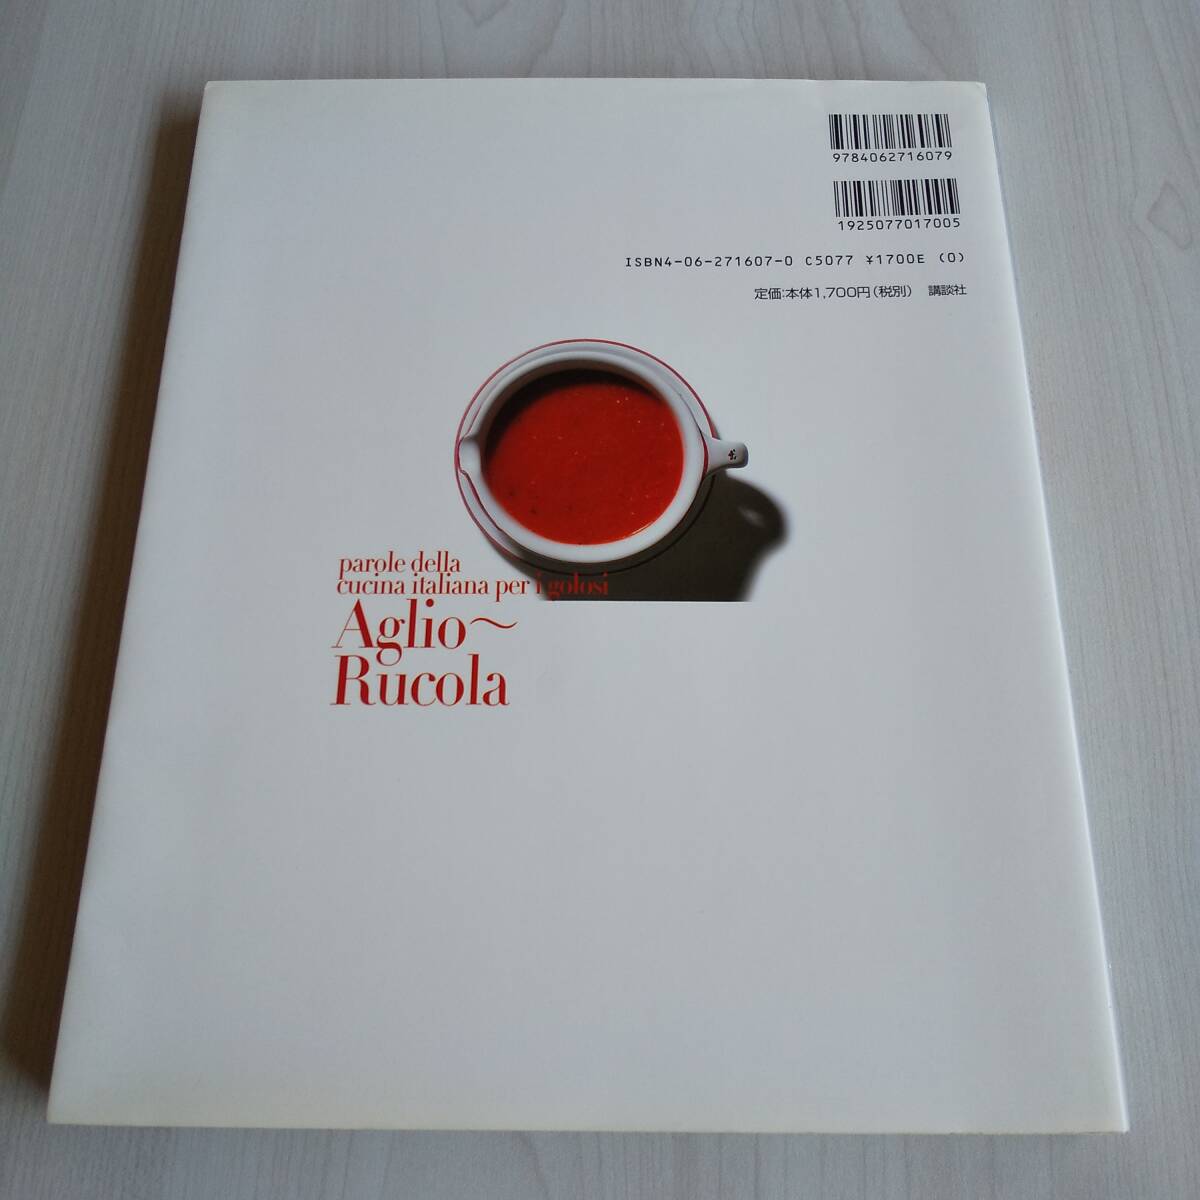 9784062716079
1925077017005
ISBN4-06-271607-0 C5077 ¥1700E (0)
定価:本体1,700円(税別) 講談社
parole della
cucina italiana per i golosi
Aglio～
Rucola